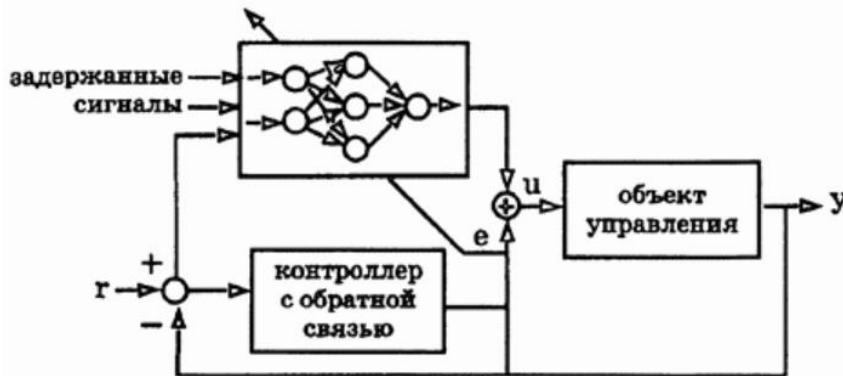 задержанные
сигналы
u
объект
управления
y
e
+
r
−
контроллер
с обратной
связью